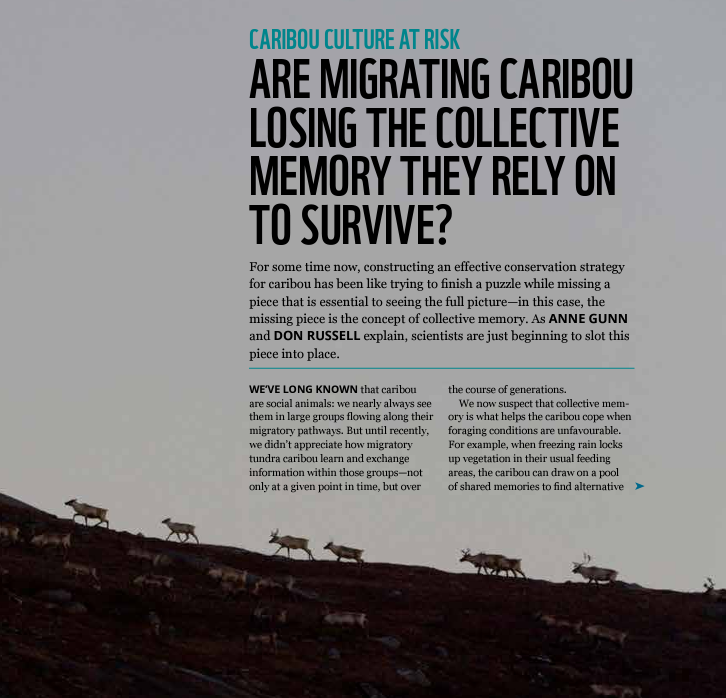 CARIBOU CULTURE AT RISK
ARE MIGRATING CARIBOU
LOSING THE COLLECTIVE
MEMORY THEY RELY ON
TO SURVIVE?
For some time now, constructing an effective conservation strategy
for caribou has been like trying to finish a puzzle while missing a
piece that is essential to seeing the full picture—in this case, the
missing piece is the concept of collective memory. As ANNE GUNN
and DON RUSSELL explain, scientists are just beginning to slot this
piece into place.
WE'VE LONG KNOWN that caribou
are social animals: we nearly always see
them in large groups flowing along their
migratory pathways. But until recently,
we didn't appreciate how migratory
tundra caribou learn and exchange
information within those groups—not
only at a given point in time, but over
the course of generations.
We now suspect that collective mem-
ory is what helps the caribou cope when
foraging conditions are unfavourable.
For example, when freezing rain locks
up vegetation in their usual feeding
areas, the caribou can draw on a pool
of shared memories to find alternative